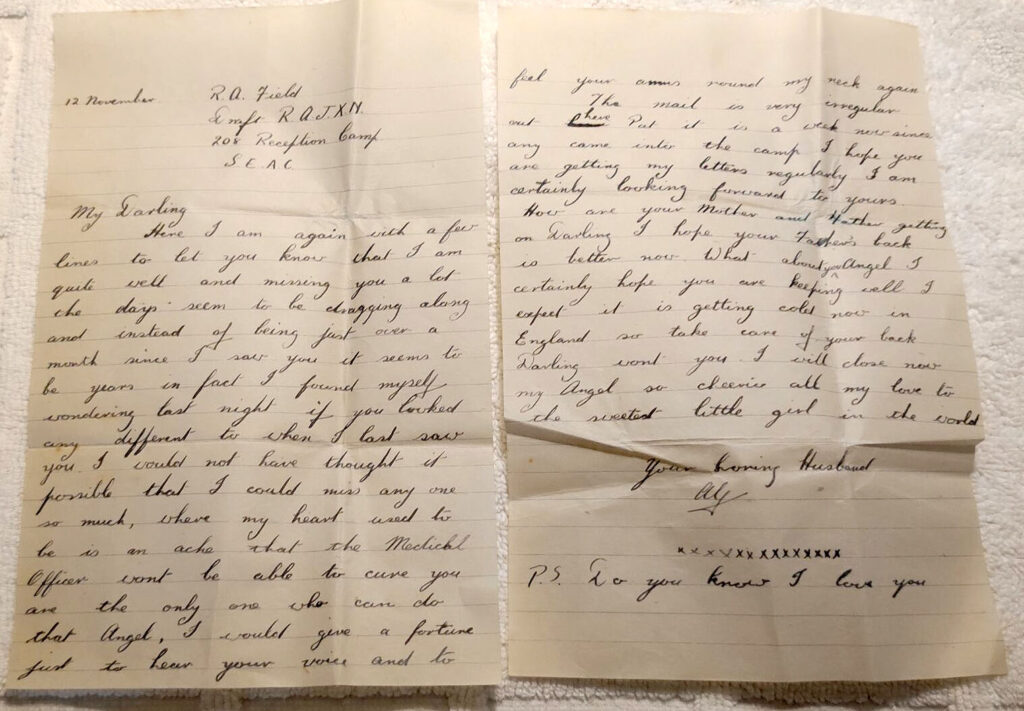 12 November
R.A. Field
Draft R A J X M.
208 Reception Camp
S E A C
My Darling
Here I am again with a few
lines to let you know that I am
quite well and missing you a lot
the days seem to be dragging along
and instead of being just over a
month since I saw you it seems to
be years in fact I found myself
wondering last night if you looked
any different to when I last saw
you. I would not have thought it
possible that I could miss any one
so much, where my heart used to
be is an ache that the Medickl
Officer wont be able to cure you
are the only one who can do
that Angel, I would give a fortune
just to hear your voice and to
feel your arms round my neck again
The mail is very irregular
out here Pat it is a week now since
any came into the camp I hope you
are getting my letters regularly I am
certainly looking forward to yours.
How are your Mother and Father getting
on Darling I hope your Father's back
is better now. What about you Angel I
certainly hope you are keeping well I
expect it is getting cold now in
England so take care of your back
Darling wont you. I will close now
my Angel so cheerio all my love to
the sweetest little girl in the world
Your Loving Husband
Alf
xxxxxxxxxxxxxx
P.S. Do you know I love you